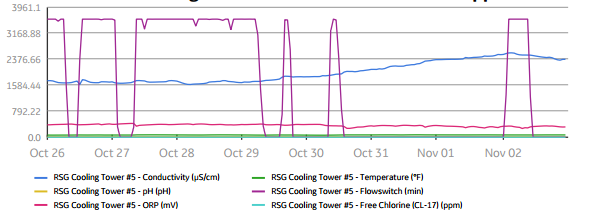 3961.1
3168.88
2376.66
1584.44
792.22
0.0
Oct 26 Oct 27 Oct 28 Oct 29 Oct 30 Oct 31 Nov 01 Nov 02
RSG Cooling Tower #5 - Conductivity (µS/cm) RSG Cooling Tower #5 - Temperature (°F)
RSG Cooling Tower #5 - pH (pH) RSG Cooling Tower #5 - Flowswitch (min)
RSG Cooling Tower #5 - ORP (mV) RSG Cooling Tower #5 - Free Chlorine (CL-17) (ppm)